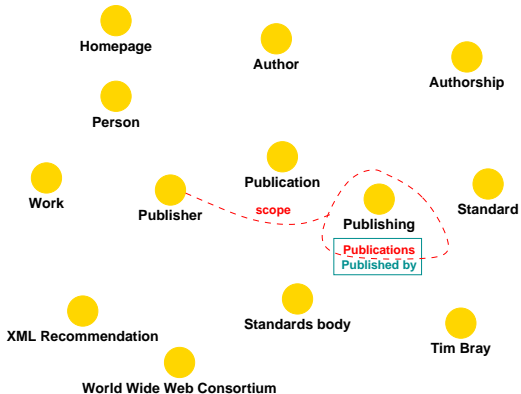 Homepage
Author
Authorship
Person
Publication
Work
Publisher
scope
Publishing
Standard
Publications
Published by
XML Recommendation
Standards body
Tim Bray
World Wide Web Consortium